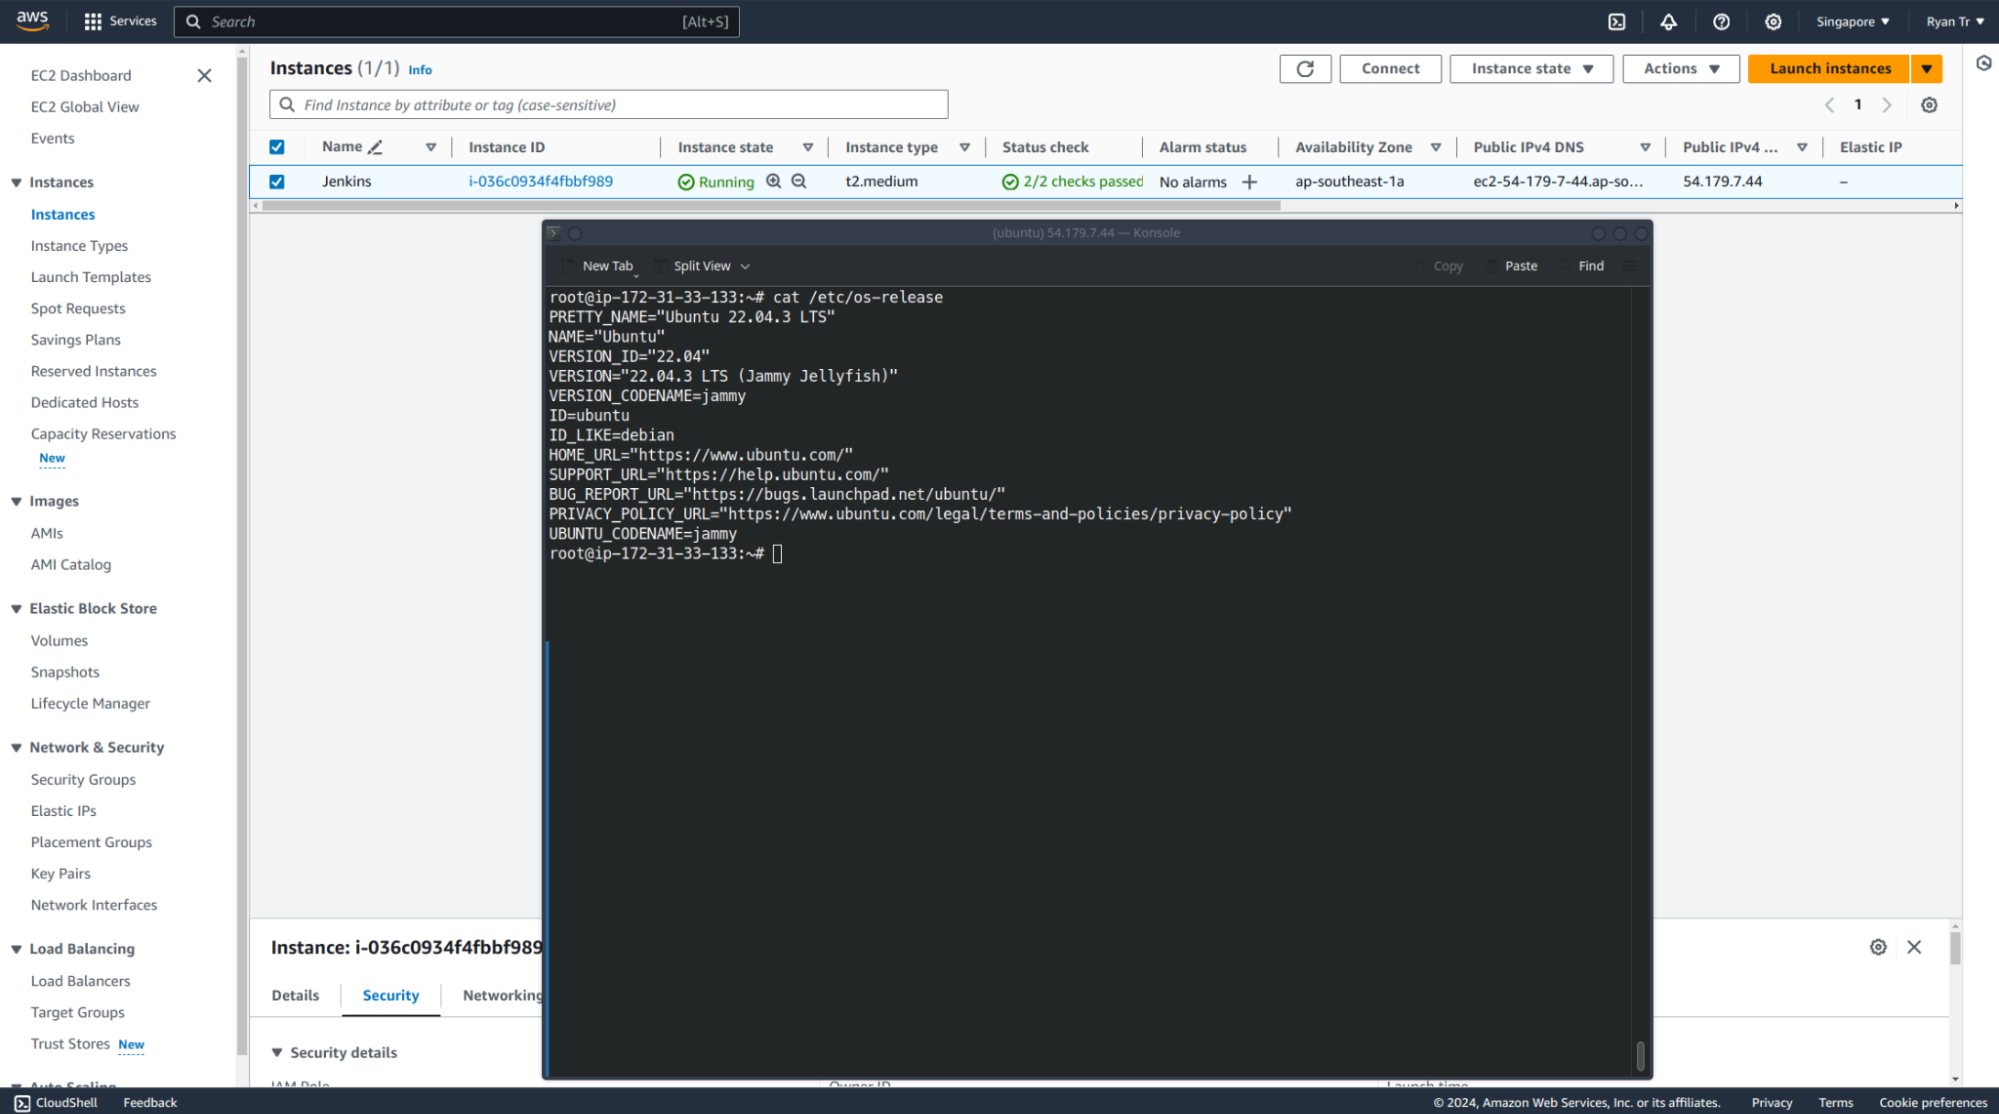 aws
Services
Search
[Alt+S]
Singapore ▼
Ryan Tr ▼
EC2 Dashboard
EC2 Global View
Events
▼ Instances
Instances
Instance Types
Launch Templates
Spot Requests
Savings Plans
Reserved Instances
Dedicated Hosts
Capacity Reservations
New
▼ Images
AMIs
AMI Catalog
▼ Elastic Block Store
Volumes
Snapshots
Lifecycle Manager
▼ Network & Security
Security Groups
Elastic IPs
Placement Groups
Key Pairs
Network Interfaces
▼ Load Balancing
Load Balancers
Target Groups
Trust Stores New
▼ Auto Scaling
Instances (1/1) Info
Connect
Instance state ▼
Actions ▼
Launch instances
Find Instance by attribute or tag (case-sensitive)
1
Name
Instance ID
Instance state
Instance type
Status check
Alarm status
Availability Zone
Public IPv4 DNS
Public IPv4 ...
Elastic IP
Jenkins
i-036c0934f4fbbf989
Running
t2.medium
2/2 checks passed
No alarms +
ap-southeast-1a
ec2-54-179-7-44.ap-so...
54.179.7.44
–
(ubuntu) 54.179.7.44 — Konsole
New Tab
Split View
Copy
Paste
Find
root@ip-172-31-33-133:~# cat /etc/os-release
PRETTY_NAME="Ubuntu 22.04.3 LTS"
NAME="Ubuntu"
VERSION_ID="22.04"
VERSION="22.04.3 LTS (Jammy Jellyfish)"
VERSION_CODENAME=jammy
ID=ubuntu
ID_LIKE=debian
HOME_URL="https://www.ubuntu.com/"
SUPPORT_URL="https://help.ubuntu.com/"
BUG_REPORT_URL="https://bugs.launchpad.net/ubuntu/"
PRIVACY_POLICY_URL="https://www.ubuntu.com/legal/terms-and-policies/privacy-policy"
UBUNTU_CODENAME=jammy
root@ip-172-31-33-133:~#
Instance: i-036c0934f4fbbf989
Details
Security
Networking
▼ Security details
IAM Role
Owner ID
Launch time
CloudShell
Feedback
© 2024, Amazon Web Services, Inc. or its affiliates.
Privacy
Terms
Cookie preferences